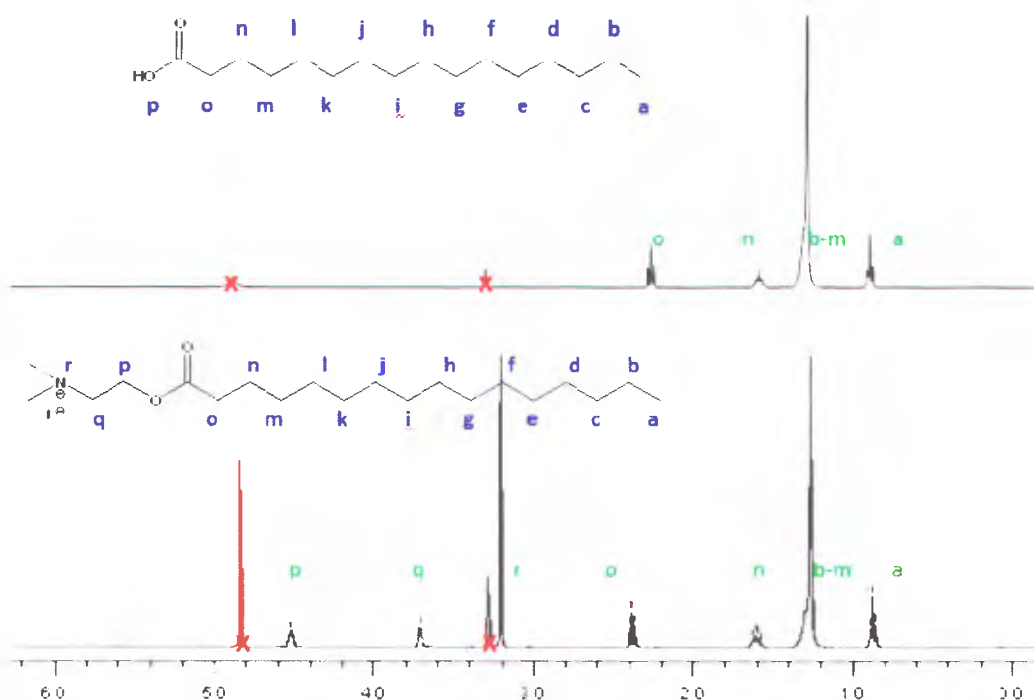 O
n l j h f d b
HO
p o m k i g e c a
o n b-m a
O
r p n l j h f d b
N
⊕
O
I ⊖
q o m k i g e c a
p q r o n b-m a
6.0 5.0 4.0 3.0 2.0 1.0 0.0